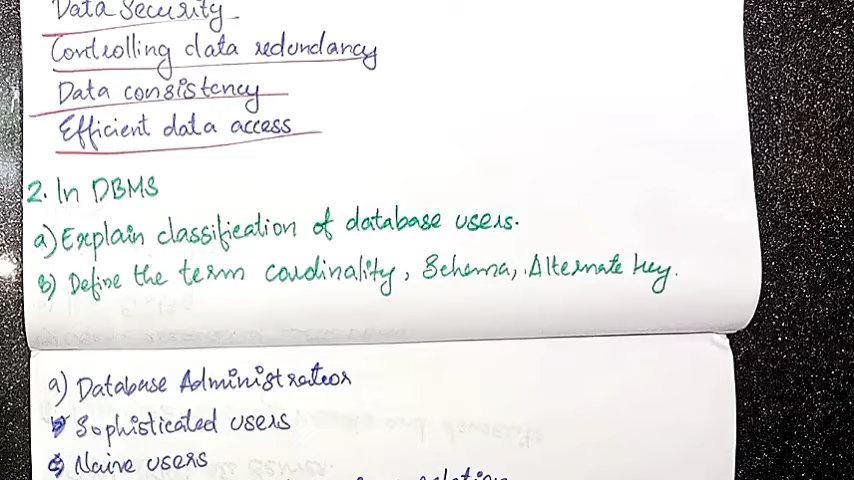 Data Security
Controlling data redundancy
Data consistency
Efficient data access
2. In DBMS
a) Explain classification of database users.
b) Define the term cardinality, Schema, Alternate key.
a) Database Administrator
b) Sophisticated users
c) Naive users
relation